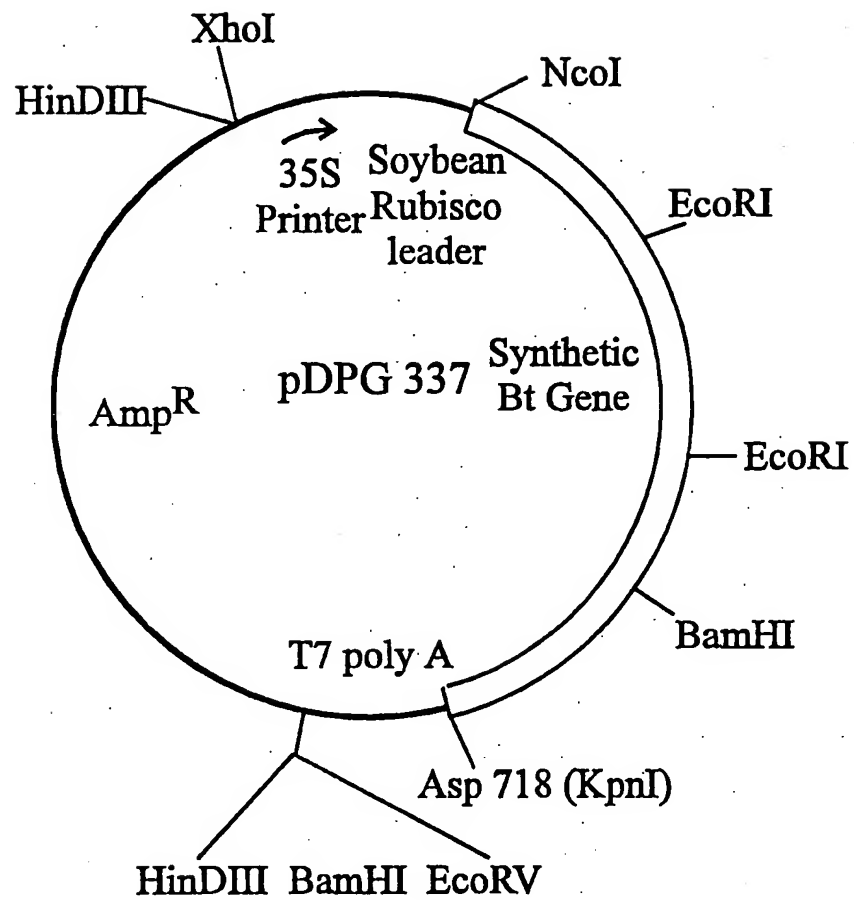 XhoI
HinDIII
NcoI
35S
Printer
Soybean
Rubisco
leader
EcoRI
pDPG 337
Synthetic
Bt Gene
Amp^R
EcoRI
BamHI
T7 poly A
Asp 718 (KpnI)
HinDIII BamHI EcoRV